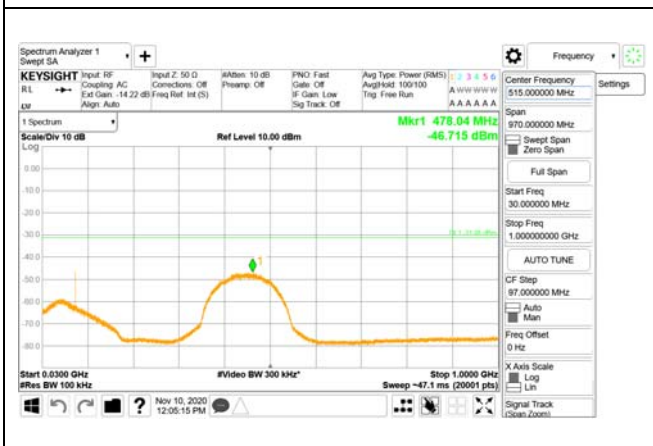 Spectrum Analyzer 1
Swept SA
+
Frequency
KEYSIGHT
Input: RF
Input Z: 50 Ω
#Atten: 10 dB
PNO: Fast
Avg Type: Power (RMS)
1 2 3 4 5 6
RL
Coupling: AC
Corrections: Off
Preamp: Off
Gate: Off
Avg|Hold: 100/100
A W W W W W
Ext Gain: -14.22 dB
Freq Ref: Int (S)
IF Gain: Low
Trig: Free Run
Align: Auto
Sig Track: Off
A A A A A A
1 Spectrum
Mkr1 478.04 MHz
Scale/Div 10 dB
Ref Level 10.00 dBm
-46.715 dBm
Log
0.00
-10.0
-20.0
-30.0
-40.0
-50.0
-60.0
-70.0
-80.0
1
Start 0.0300 GHz
#Video BW 300 kHz*
Stop 1.0000 GHz
#Res BW 100 kHz
Sweep ~47.1 ms (20001 pts)
Nov 10, 2020
12:05:15 PM
?
Center Frequency
515.000000 MHz
Settings
Span
970.000000 MHz
Swept Span
Zero Span
Full Span
Start Freq
30.000000 MHz
Stop Freq
1.000000000 GHz
AUTO TUNE
CF Step
97.000000 MHz
Auto
Man
Freq Offset
0 Hz
X Axis Scale
Log
Lin
Signal Track
(Span Zoom)